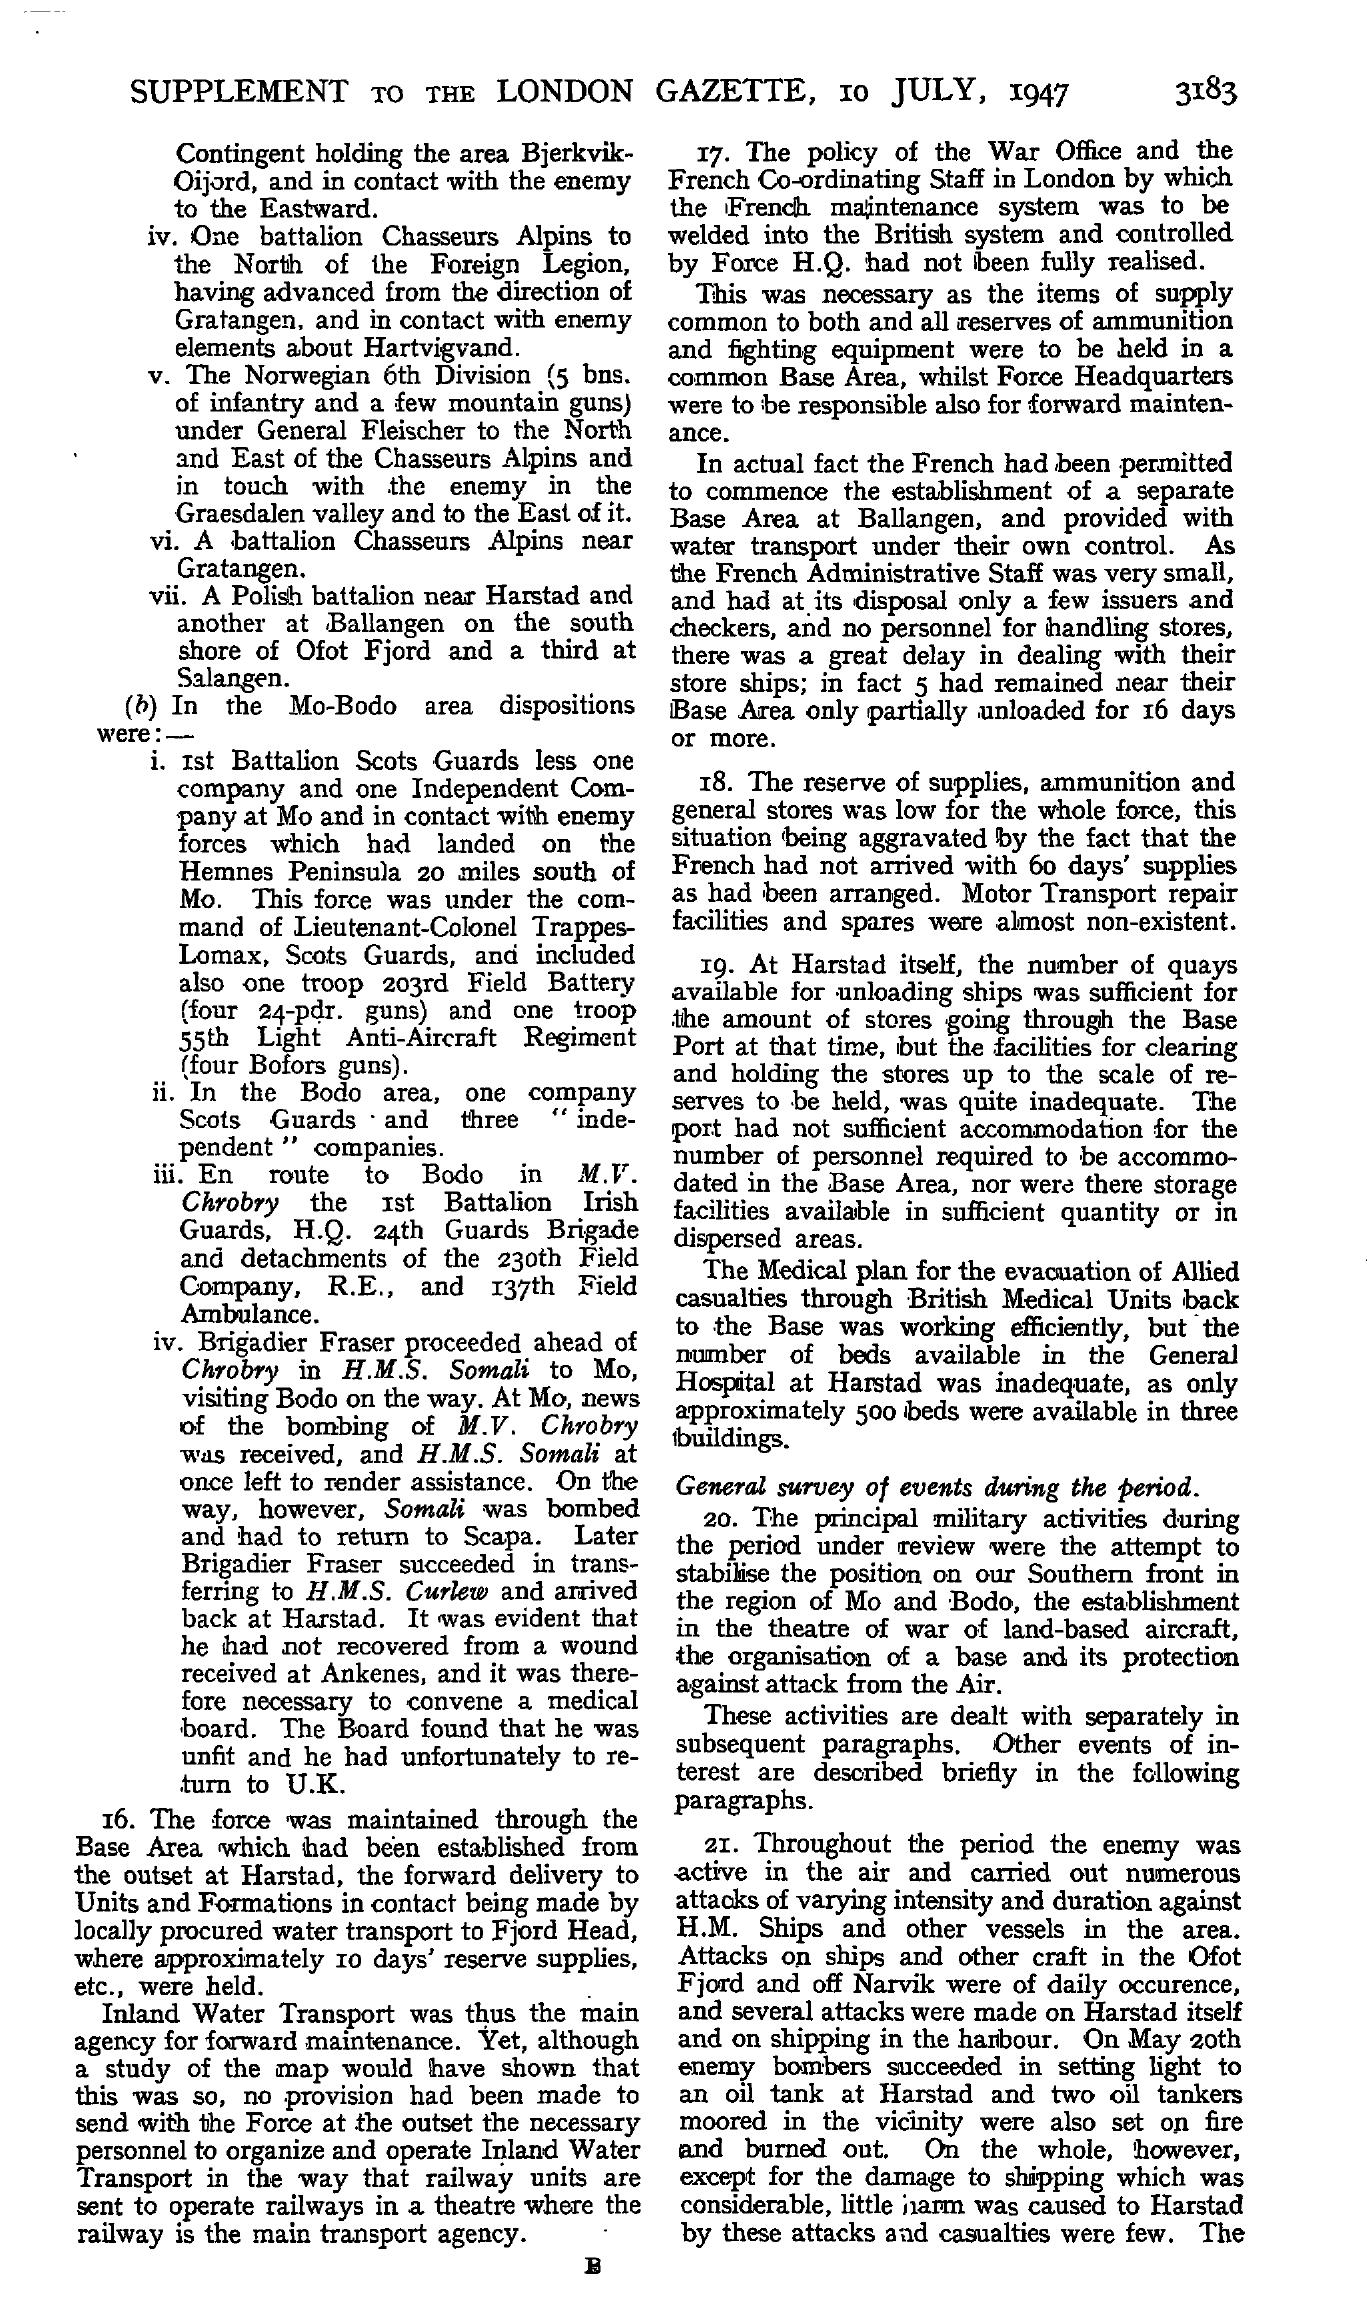 SUPPLEMENT TO THE LONDON GAZETTE, 10 JULY, 1947 3183
Contingent holding the area Bjerkvik-
Oijord, and in contact with the enemy
to the Eastward.
iv. One battalion Chasseurs Alpins to
the North of the Foreign Legion,
having advanced from the direction of
Gratangen, and in contact with enemy
elements about Hartvigvand.
v. The Norwegian 6th Division (5 bns.
of infantry and a few mountain guns)
under General Fleischer to the North
and East of the Chasseurs Alpins and
in touch with the enemy in the
Graesdalen valley and to the East of it.
vi. A battalion Chasseurs Alpins near
Gratangen.
vii. A Polish battalion near Harstad and
another at Ballangen on the south
shore of Ofot Fjord and a third at
Salangen.
(b) In the Mo-Bodo area dispositions
were:—
i. 1st Battalion Scots Guards less one
company and one Independent Com-
pany at Mo and in contact with enemy
forces which had landed on the
Hemnes Peninsula 20 miles south of
Mo. This force was under the com-
mand of Lieutenant-Colonel Trappes-
Lomax, Scots Guards, and included
also one troop 203rd Field Battery
(four 24-pdr. guns) and one troop
55th Light Anti-Aircraft Regiment
(four Bofors guns).
ii. In the Bodo area, one company
Scots Guards and three "inde-
pendent" companies.
iii. En route to Bodo in M.V.
Chrobry the 1st Battalion Irish
Guards, H.Q. 24th Guards Brigade
and detachments of the 230th Field
Company, R.E., and 137th Field
Ambulance.
iv. Brigadier Fraser proceeded ahead of
Chrobry in H.M.S. Somali to Mo,
visiting Bodo on the way. At Mo, news
of the bombing of M.V. Chrobry
was received, and H.M.S. Somali at
once left to render assistance. On the
way, however, Somali was bombed
and had to return to Scapa. Later
Brigadier Fraser succeeded in trans-
ferring to H.M.S. Curlew and arrived
back at Harstad. It was evident that
he had not recovered from a wound
received at Ankenes, and it was there-
fore necessary to convene a medical
board. The Board found that he was
unfit and he had unfortunately to re-
turn to U.K.
16. The force was maintained through the
Base Area which had been established from
the outset at Harstad, the forward delivery to
Units and Formations in contact being made by
locally procured water transport to Fjord Head,
where approximately 10 days' reserve supplies,
etc., were held.
Inland Water Transport was thus the main
agency for forward maintenance. Yet, although
a study of the map would have shown that
this was so, no provision had been made to
send with the Force at the outset the necessary
personnel to organize and operate Inland Water
Transport in the way that railway units are
sent to operate railways in a theatre where the
railway is the main transport agency.
17. The policy of the War Office and the
French Co-ordinating Staff in London by which
the French maintenance system was to be
welded into the British system and controlled
by Force H.Q. had not been fully realised.
This was necessary as the items of supply
common to both and all reserves of ammunition
and fighting equipment were to be held in a
common Base Area, whilst Force Headquarters
were to be responsible also for forward mainten-
ance.
In actual fact the French had been permitted
to commence the establishment of a separate
Base Area at Ballangen, and provided with
water transport under their own control. As
the French Administrative Staff was very small,
and had at its disposal only a few issuers and
checkers, and no personnel for handling stores,
there was a great delay in dealing with their
store ships; in fact 5 had remained near their
Base Area only partially unloaded for 16 days
or more.
18. The reserve of supplies, ammunition and
general stores was low for the whole force, this
situation being aggravated by the fact that the
French had not arrived with 60 days' supplies
as had been arranged. Motor Transport repair
facilities and spares were almost non-existent.
19. At Harstad itself, the number of quays
available for unloading ships was sufficient for
the amount of stores going through the Base
Port at that time, but the facilities for clearing
and holding the stores up to the scale of re-
serves to be held, was quite inadequate. The
port had not sufficient accommodation for the
number of personnel required to be accommo-
dated in the Base Area, nor were there storage
facilities available in sufficient quantity or in
dispersed areas.
The Medical plan for the evacuation of Allied
casualties through British Medical Units back
to the Base was working efficiently, but the
number of beds available in the General
Hospital at Harstad was inadequate, as only
approximately 500 beds were available in three
buildings.
General survey of events during the period.
20. The principal military activities during
the period under review were the attempt to
stabilise the position on our Southern front in
the region of Mo and Bodo, the establishment
in the theatre of war of land-based aircraft,
the organisation of a base and its protection
against attack from the Air.
These activities are dealt with separately in
subsequent paragraphs. Other events of in-
terest are described briefly in the following
paragraphs.
21. Throughout the period the enemy was
active in the air and carried out numerous
attacks of varying intensity and duration against
H.M. Ships and other vessels in the area.
Attacks on ships and other craft in the Ofot
Fjord and off Narvik were of daily occurence,
and several attacks were made on Harstad itself
and on shipping in the harbour. On May 20th
enemy bombers succeeded in setting light to
an oil tank at Harstad and two oil tankers
moored in the vicinity were also set on fire
and burned out. On the whole, however,
except for the damage to shipping which was
considerable, little harm was caused to Harstad
by these attacks and casualties were few. The
B